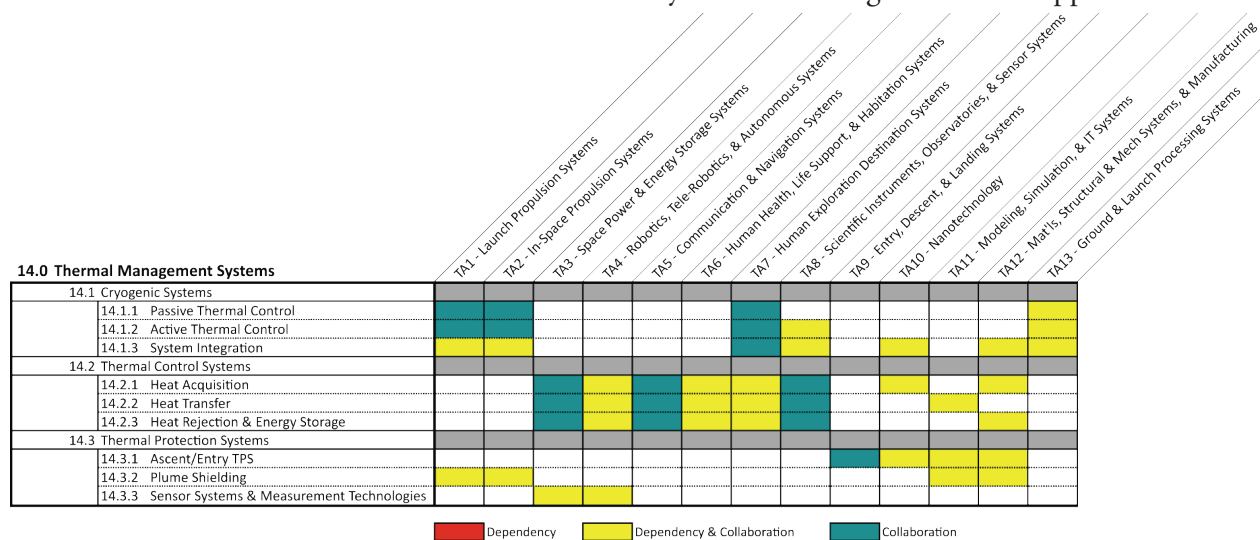 TA1 - Launch Propulsion Systems
TA2 - In-Space Propulsion Systems
TA3 - Space Power & Energy Storage Systems
TA4 - Robotics, Tele-Robotics, & Autonomous Systems
TA5 - Communication & Navigation Systems
TA6 - Human Health, Life Support, & Habitation Systems
TA7 - Human Exploration Destination Systems
TA8 - Scientific Instruments, Observatories, & Sensor Systems
TA9 - Entry, Descent, & Landing Systems
TA10 - Nanotechnology
TA11 - Modeling, Simulation, & IT Systems
TA12 - Mat'ls, Structural & Mech Systems, & Manufacturing
TA13 - Ground & Launch Processing Systems
14.0 Thermal Management Systems
14.1 Cryogenic Systems
14.1.1 Passive Thermal Control
14.1.2 Active Thermal Control
14.1.3 System Integration
14.2 Thermal Control Systems
14.2.1 Heat Acquisition
14.2.2 Heat Transfer
14.2.3 Heat Rejection & Energy Storage
14.3 Thermal Protection Systems
14.3.1 Ascent/Entry TPS
14.3.2 Plume Shielding
14.3.3 Sensor Systems & Measurement Technologies
Dependency Dependency & Collaboration Collaboration